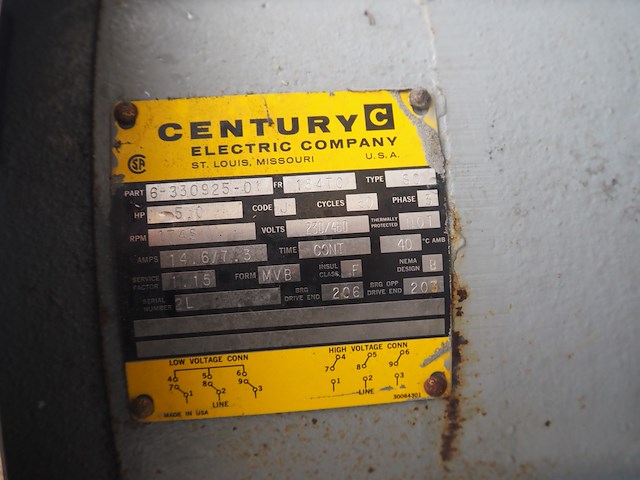 CENTURY C
ELECTRIC COMPANY
SA ST. LOUIS, MISSOURI U.S.A.
PART 6-330925-01 FR TYPE
HP 5.0 CODE J CYCLES PHASE
RPM VOLTS THERMALLY PROTECTED
AMPS 14.6/7.3 TIME CONT 40 °C AMB
SERVICE FACTOR 1.15 FORM MVB INSUL CLASS F NEMA DESIGN B
SERIAL NUMBER 2L BRG DRIVE END 206 BRG OPP DRIVE END 203
LOW VOLTAGE CONN HIGH VOLTAGE CONN
4 5 6 4 5 6
7 8 9 7 8 9
1 2 3 1 2 3
LINE LINE
MADE IN USA 30064301